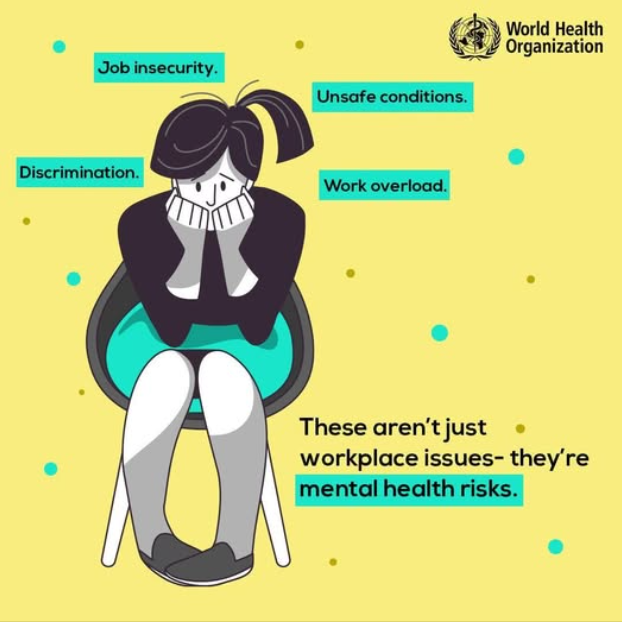 World Health
Organization
Job insecurity.
Unsafe conditions.
Discrimination.
Work overload.
These aren't just
workplace issues- they're
mental health risks.